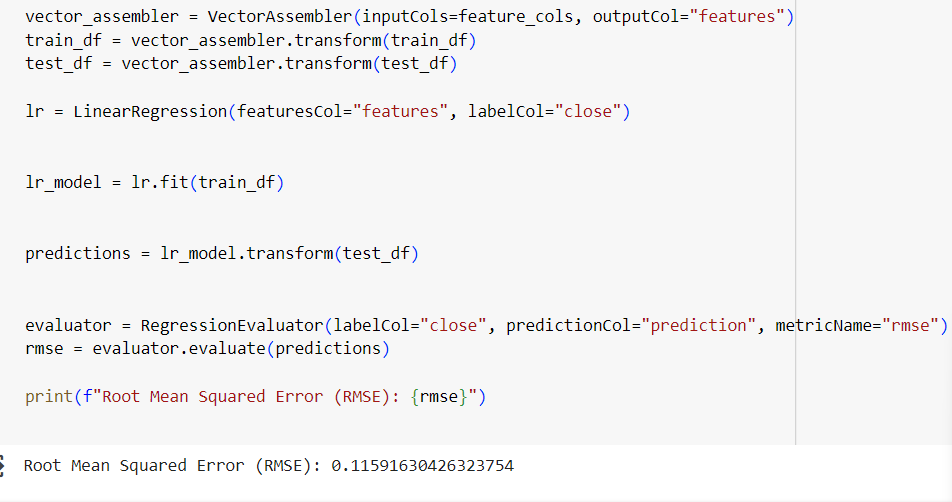 vector_assembler = VectorAssembler(inputCols=feature_cols, outputCol="features")
train_df = vector_assembler.transform(train_df)
test_df = vector_assembler.transform(test_df)
lr = LinearRegression(featuresCol="features", labelCol="close")
lr_model = lr.fit(train_df)
predictions = lr_model.transform(test_df)
evaluator = RegressionEvaluator(labelCol="close", predictionCol="prediction", metricName="rmse")
rmse = evaluator.evaluate(predictions)
print(f"Root Mean Squared Error (RMSE): {rmse}")
Root Mean Squared Error (RMSE): 0.11591630426323754